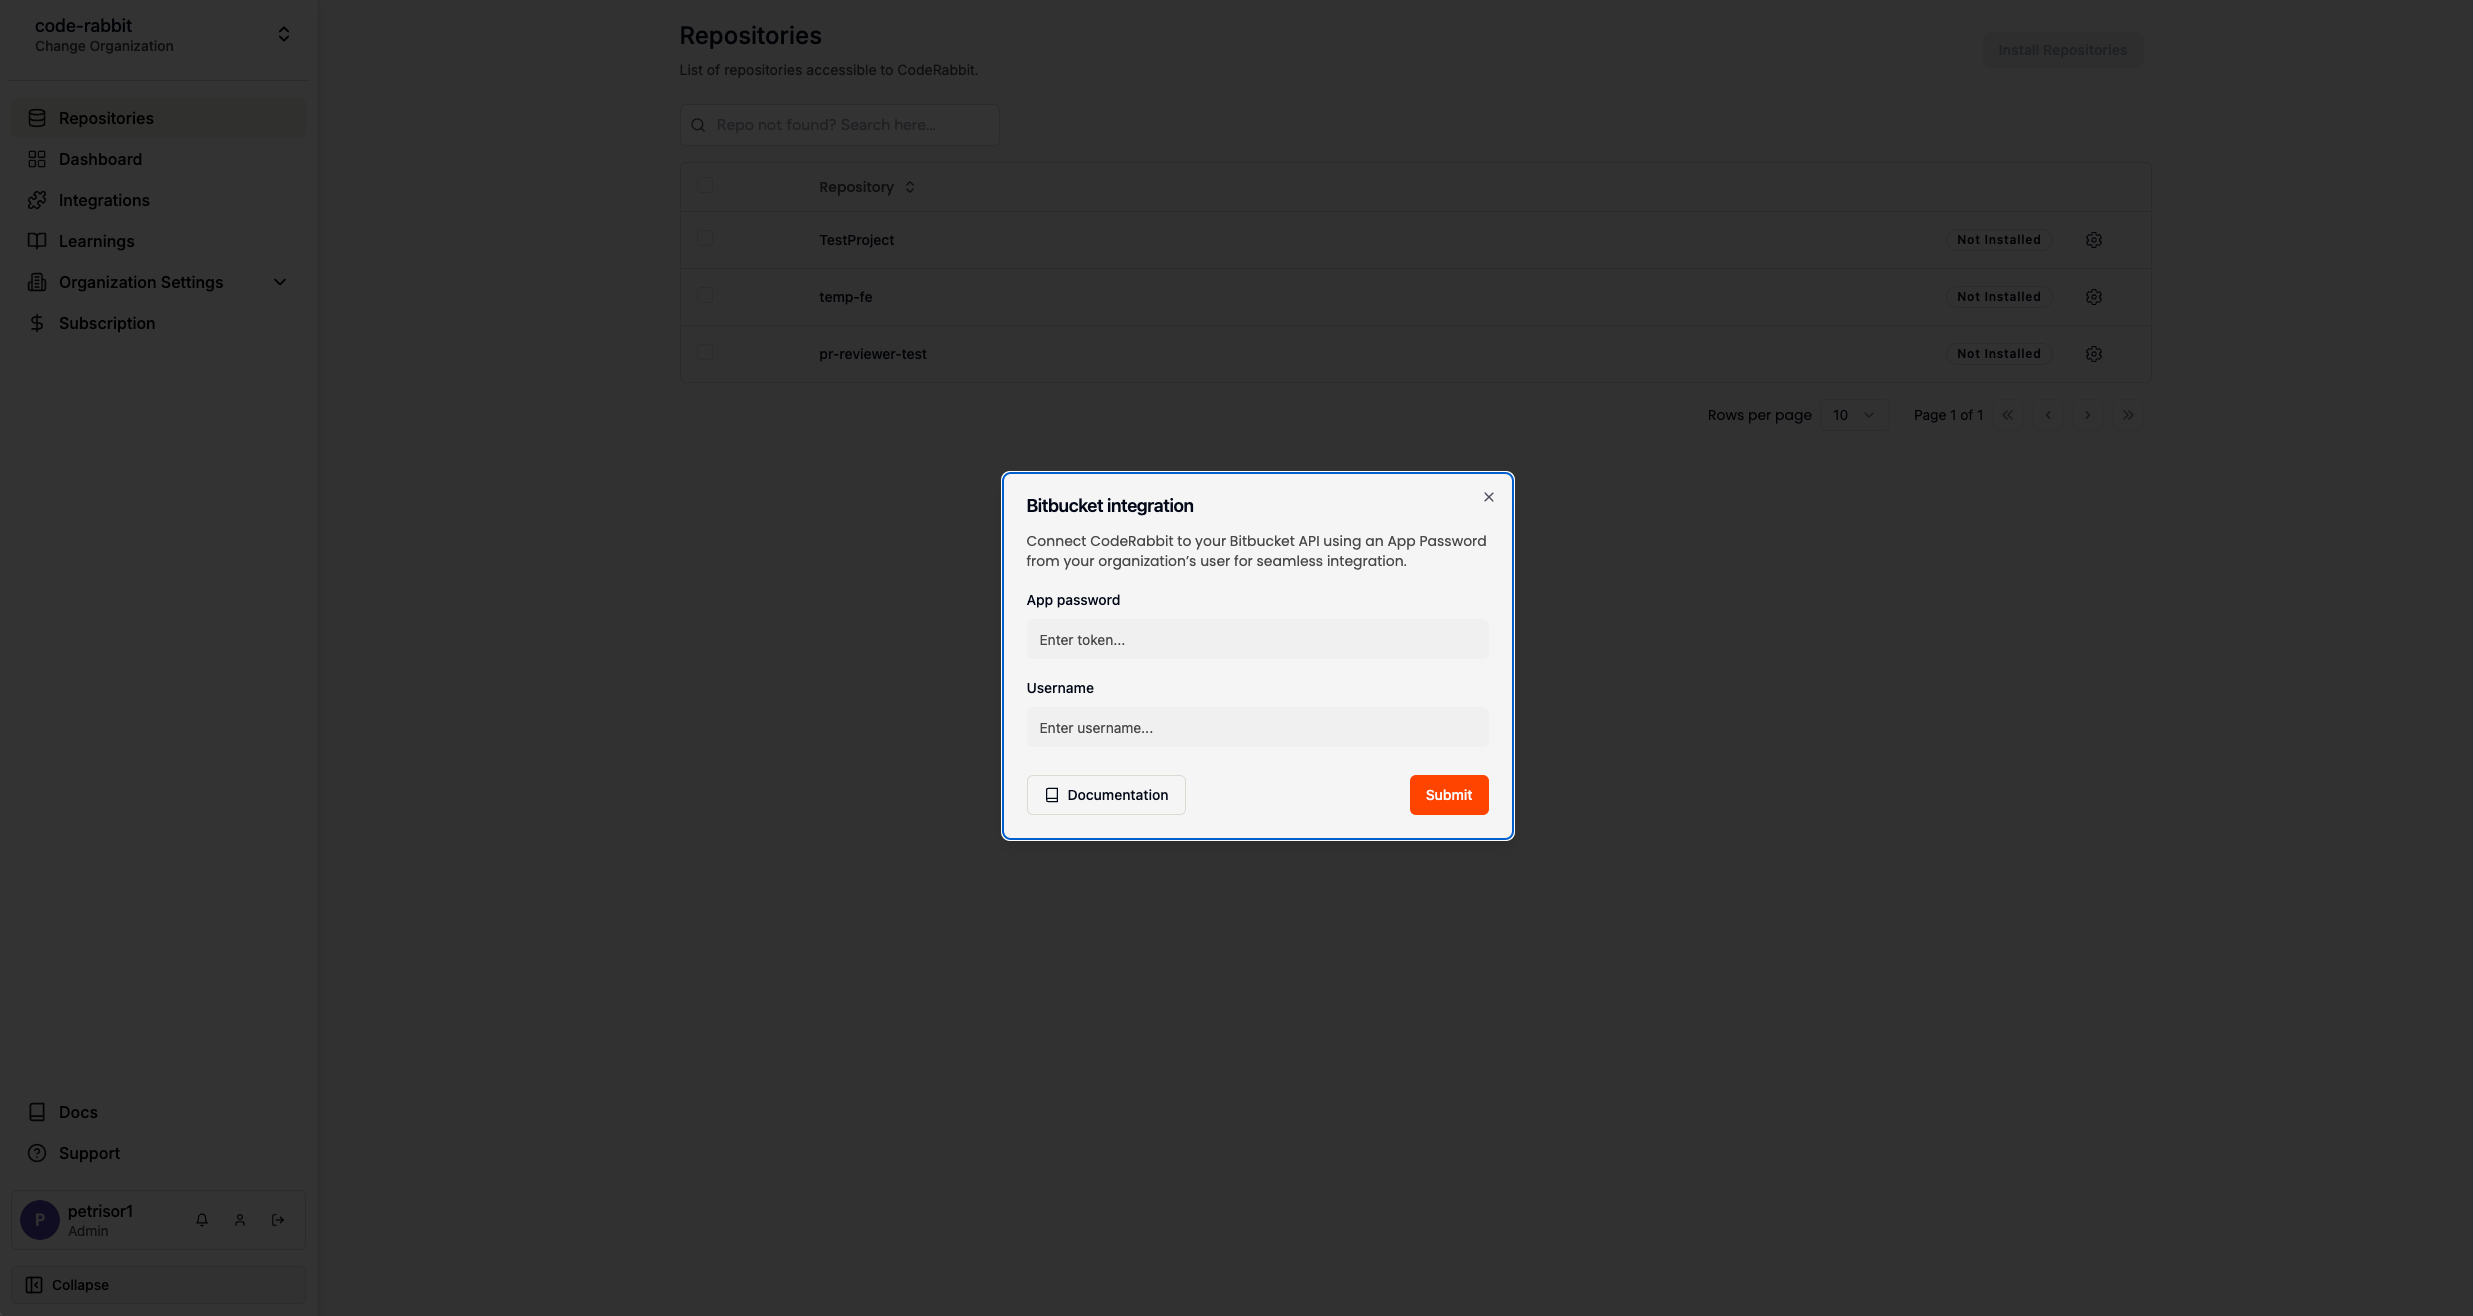 code-rabbit
Change Organization
Repositories
Dashboard
Integrations
Learnings
Organization Settings
Subscription
Docs
Support
P
petrisor1
Admin
Collapse
Repositories
List of repositories accessible to CodeRabbit.
Install Repositories
Repo not found? Search here...
Repository
TestProject Not Installed
temp-fe Not Installed
pr-reviewer-test Not Installed
Rows per page 10 Page 1 of 1
Bitbucket integration
Connect CodeRabbit to your Bitbucket API using an App Password
from your organization’s user for seamless integration.
App password
Enter token...
Username
Enter username...
Documentation Submit